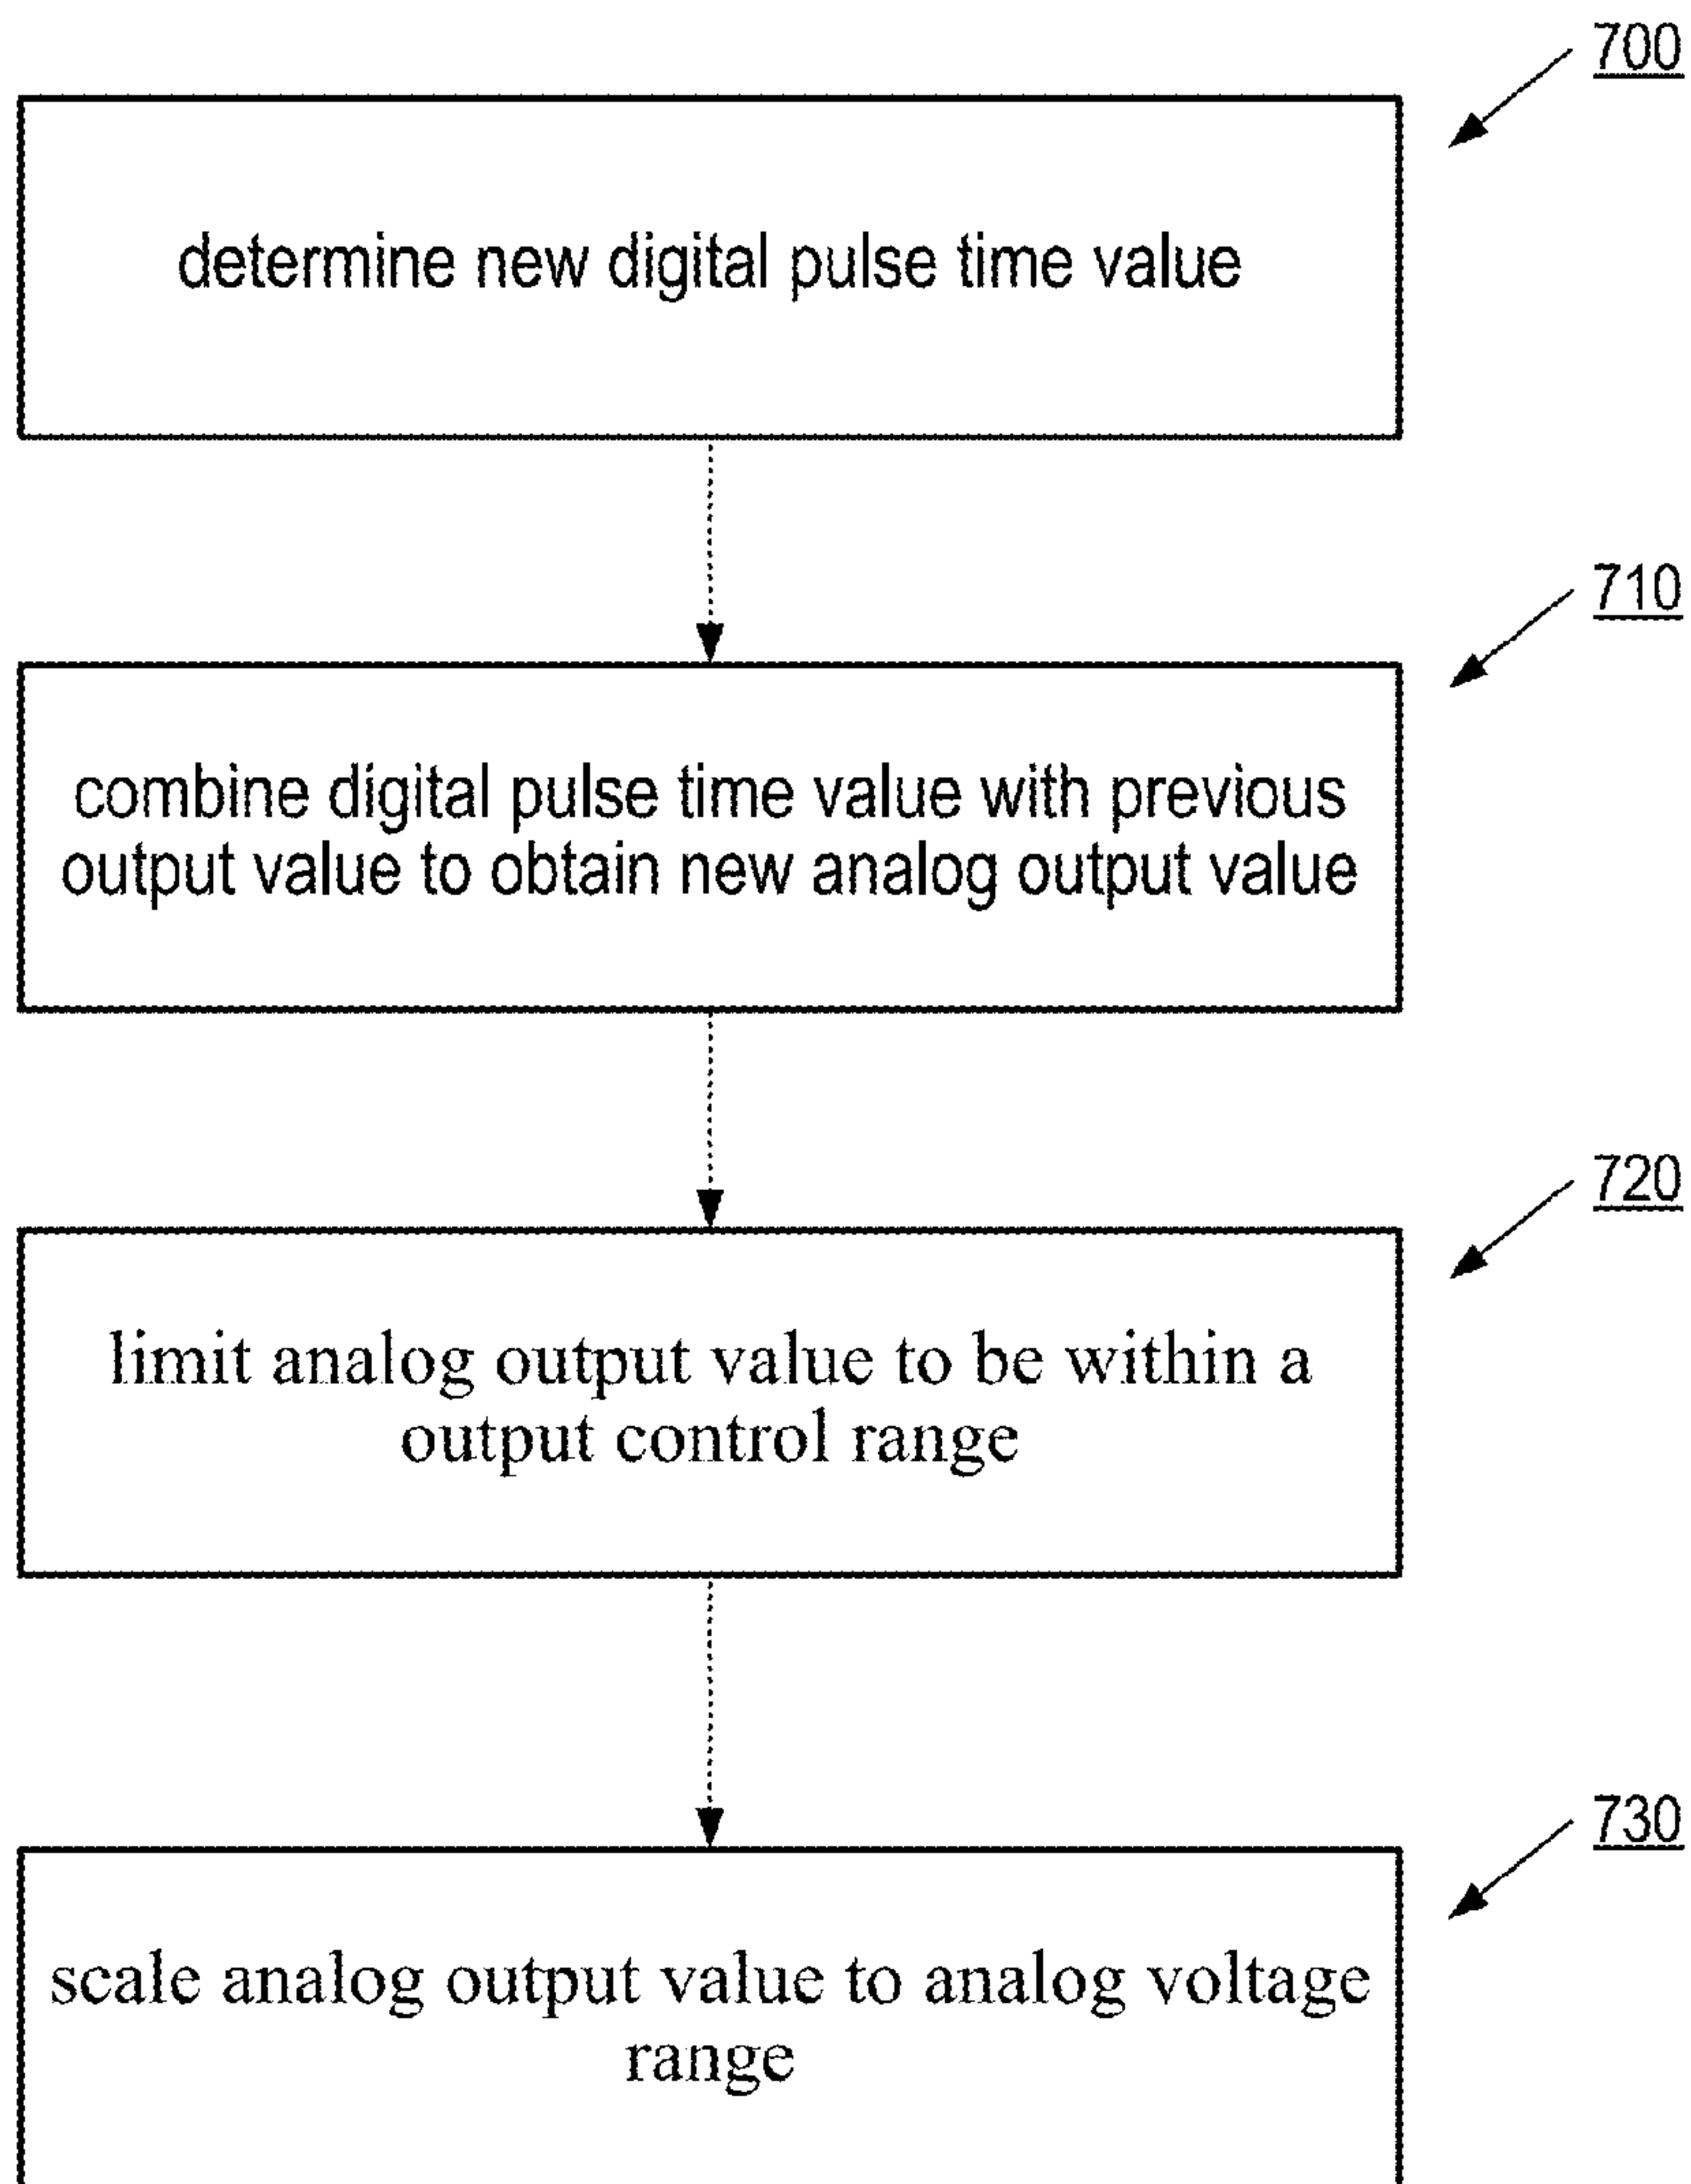 700
determine new digital pulse time value
710
combine digital pulse time value with previous
output value to obtain new analog output value
720
limit analog output value to be within a
output control range
730
scale analog output value to analog voltage
range